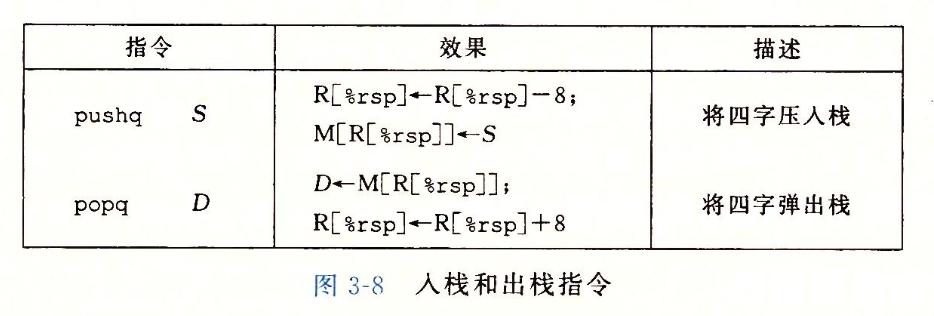 指令 效果 描述
pushq S R[%rsp]←R[%rsp]-8; 将四字压入栈
M[R[%rsp]]←S
popq D D←M[R[%rsp]]; 将四字弹出栈
R[%rsp]←R[%rsp]+8
图 3-8 入栈和出栈指令